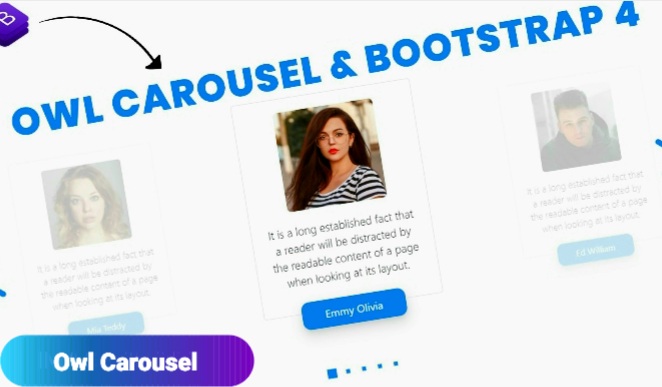 B
OWL CAROUSEL & BOOTSTRAP 4
It is a long established fact that
a reader will be distracted by
the readable content of a page
when looking at its layout.
Mia Teddy
It is a long established fact that
a reader will be distracted by
the readable content of a page
when looking at its layout.
Emmy Olivia
It is a long established fact that
a reader will be distracted by
the readable content of a page
when looking at its layout.
Ed William
Owl Carousel